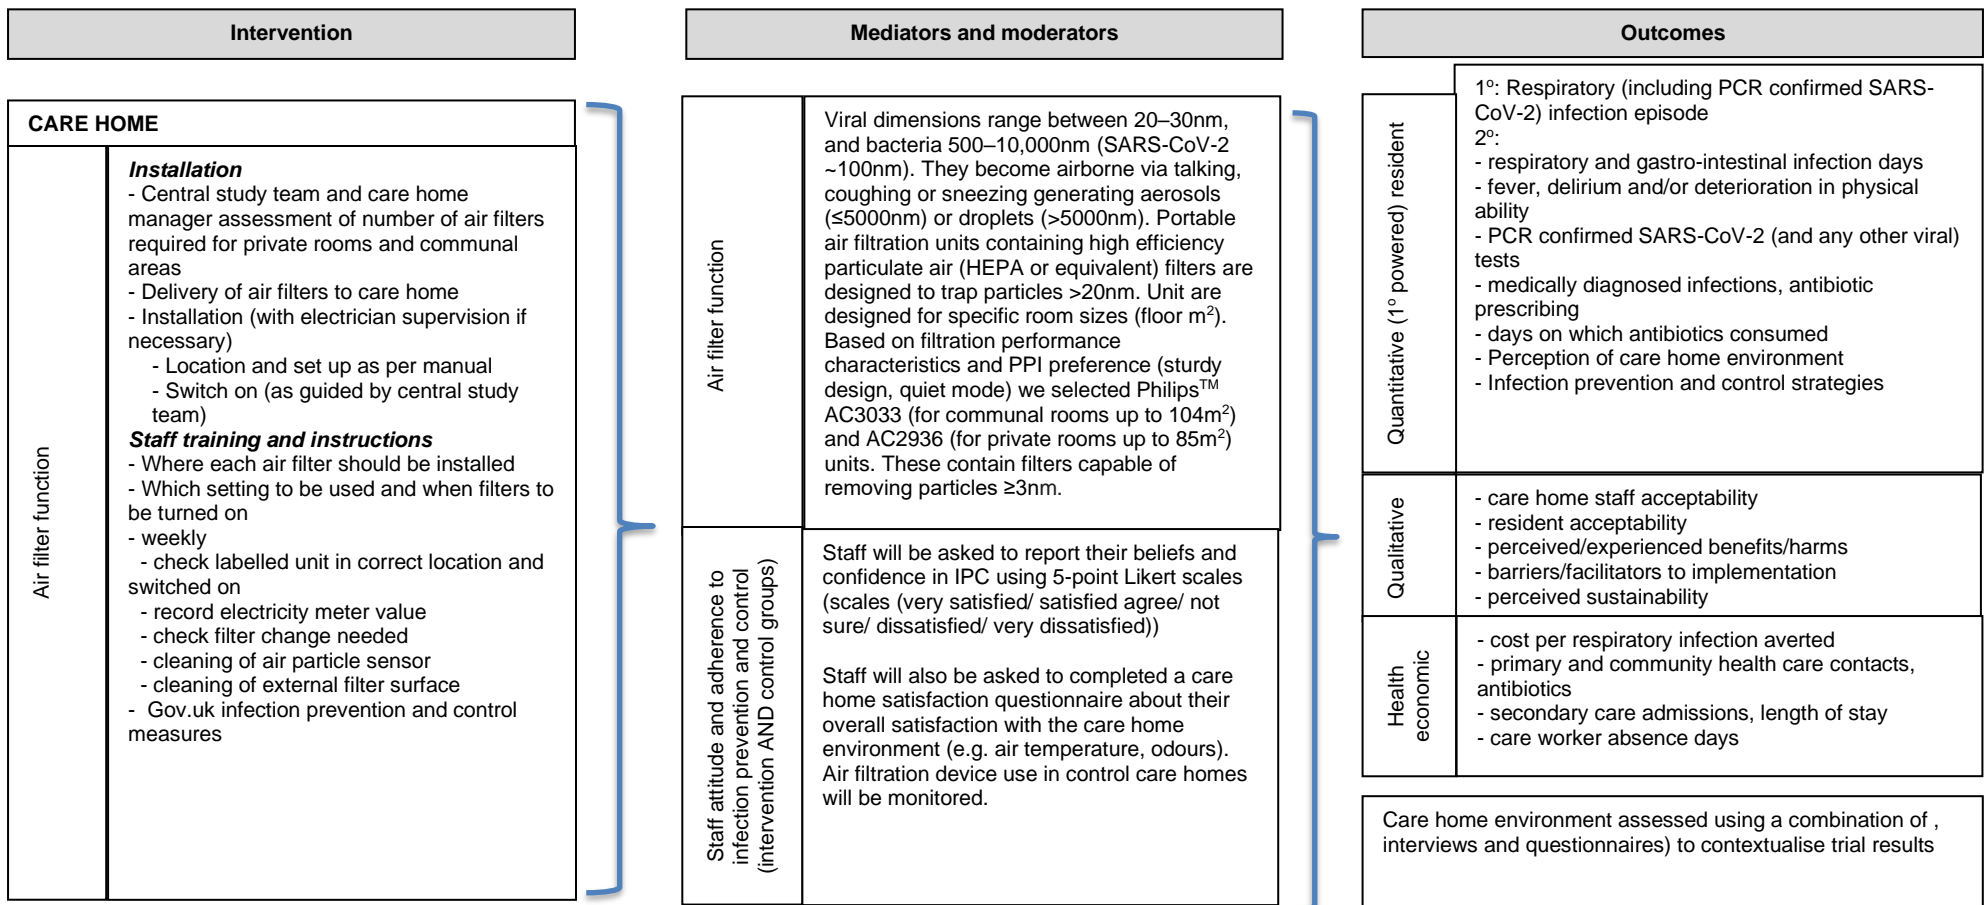 Intervention
CARE HOME
Air filter function
Installation
- Central study team and care home
manager assessment of number of air filters
required for private rooms and communal
areas
- Delivery of air filters to care home
- Installation (with electrician supervision if
necessary)
- Location and set up as per manual
- Switch on (as guided by central study
team)
Staff training and instructions
- Where each air filter should be installed
- Which setting to be used and when filters to
be turned on
- weekly
- check labelled unit in correct location and
switched on
- record electricity meter value
- check filter change needed
- cleaning of air particle sensor
- cleaning of external filter surface
- Gov.uk infection prevention and control
measures
Mediators and moderators
Air filter function
Viral dimensions range between 20–30nm,
and bacteria 500–10,000nm (SARS-CoV-2
~100nm). They become airborne via talking,
coughing or sneezing generating aerosols
(≤5000nm) or droplets (>5000nm). Portable
air filtration units containing high efficiency
particulate air (HEPA or equivalent) filters are
designed to trap particles >20nm. Unit are
designed for specific room sizes (floor m²).
Based on filtration performance
characteristics and PPI preference (sturdy
design, quiet mode) we selected Philips™
AC3033 (for communal rooms up to 104m²)
and AC2936 (for private rooms up to 85m²)
units. These contain filters capable of
removing particles ≥3nm.
Staff attitude and adherence to
infection prevention and control
(intervention AND control groups)
Staff will be asked to report their beliefs and
confidence in IPC using 5-point Likert scales
(scales (very satisfied/ satisfied agree/ not
sure/ dissatisfied/ very dissatisfied))
Staff will also be asked to completed a care
home satisfaction questionnaire about their
overall satisfaction with the care home
environment (e.g. air temperature, odours).
Air filtration device use in control care homes
will be monitored.
Outcomes
Quantitative (1º powered) resident
1º: Respiratory (including PCR confirmed SARS-
CoV-2) infection episode
2º:
- respiratory and gastro-intestinal infection days
- fever, delirium and/or deterioration in physical
ability
- PCR confirmed SARS-CoV-2 (and any other viral)
tests
- medically diagnosed infections, antibiotic
prescribing
- days on which antibiotics consumed
- Perception of care home environment
- Infection prevention and control strategies
Qualitative
- care home staff acceptability
- resident acceptability
- perceived/experienced benefits/harms
- barriers/facilitators to implementation
- perceived sustainability
Health
economic
- cost per respiratory infection averted
- primary and community health care contacts,
antibiotics
- secondary care admissions, length of stay
- care worker absence days
Care home environment assessed using a combination of ,
interviews and questionnaires) to contextualise trial results